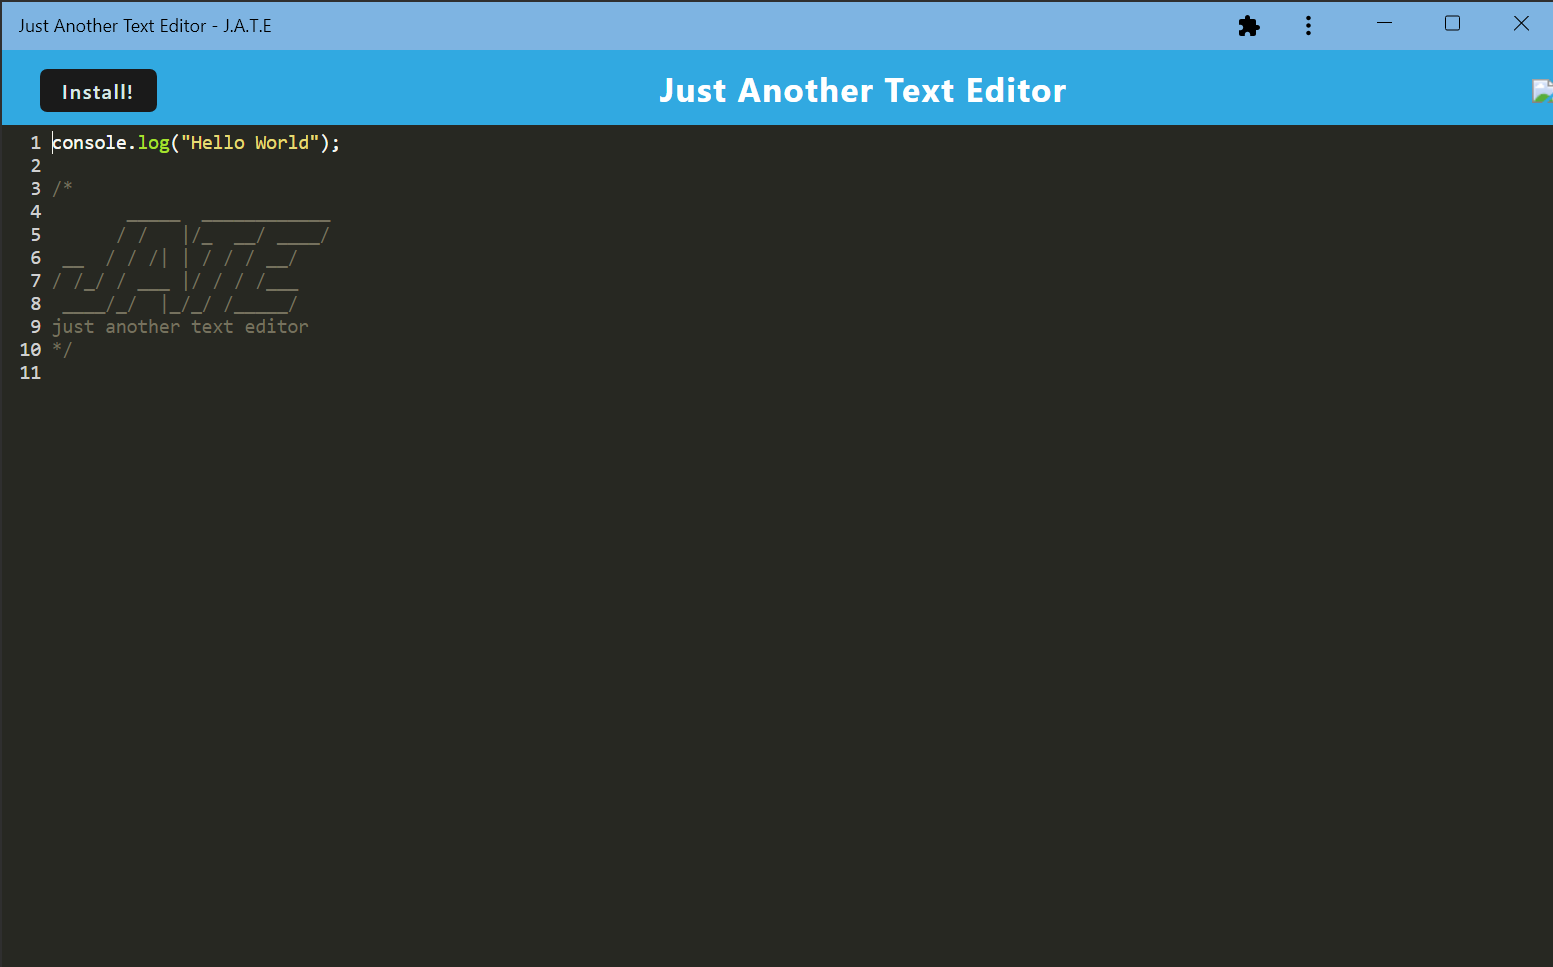 Just Another Text Editor - J.A.T.E
Install!
Just Another Text Editor
1 console.log("Hello World");
2
3 /*
4        _____  ____________
5       / /   |/_  __/ ____/
6  __  / / /| | / / / __/
7 / /_/ / ___ |/ / / /___
8  ____/_/  |_/_/ /_____/
9 just another text editor
10 */
11